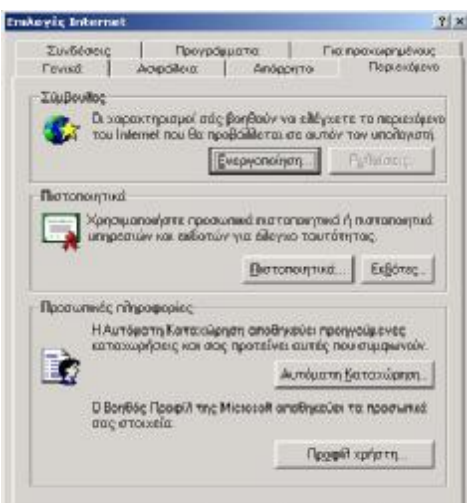 Επιλογές Internet
Συνδέσεις Προγράμματα Για προχωρημένους
Γενικά Ασφάλεια Απόρρητο Περιεχόμενο
Σύμβουλος
Οι χαρακτηρισμοί σάς βοηθούν να ελέγχετε το περιεχόμενο
του Internet που θα προβάλλεται σε αυτόν τον υπολογιστή.
Ενεργοποίηση... Ρυθμίσεις...
Πιστοποιητικά
Χρησιμοποιήστε προσωπικά πιστοποιητικά ή πιστοποιητικά
υπηρεσιών και εκδοτών για έλεγχο ταυτότητας.
Πιστοποιητικά... Εκδότες...
Προσωπικές πληροφορίες
Η Αυτόματη Καταχώρηση αποθηκεύει προηγούμενες
καταχωρήσεις και σας προτείνει αυτές που συμφωνούν.
Αυτόματη Καταχώρηση...
Ο Βοηθός Προφίλ της Microsoft αποθηκεύει τα προσωπικά
σας στοιχεία.
Προφίλ χρήστη...